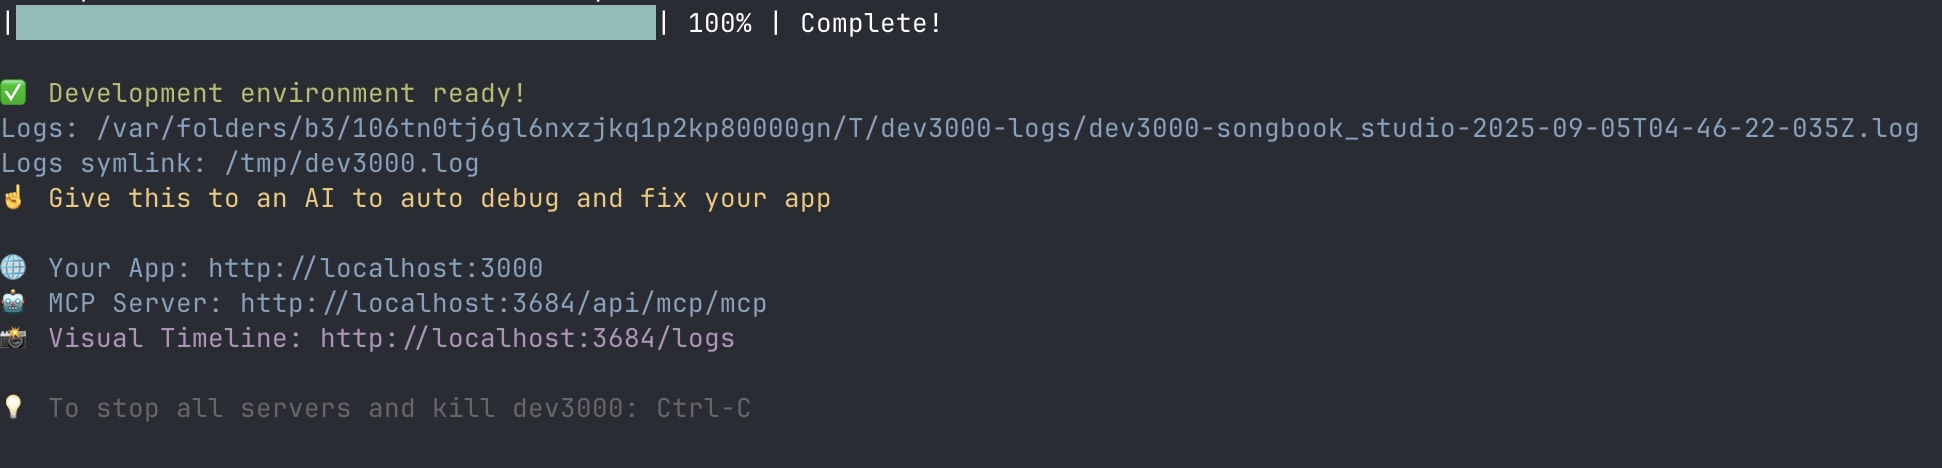 | | 100% | Complete!
✅ Development environment ready!
Logs: /var/folders/b3/106tn0tj6gl6nxzjkq1p2kp80000gn/T/dev3000-logs/dev3000-songbook_studio-2025-09-05T04-46-22-035Z.log
Logs symlink: /tmp/dev3000.log
☝️ Give this to an AI to auto debug and fix your app
🌐 Your App: http://localhost:3000
🤖 MCP Server: http://localhost:3684/api/mcp/mcp
📸 Visual Timeline: http://localhost:3684/logs
💡 To stop all servers and kill dev3000: Ctrl-C